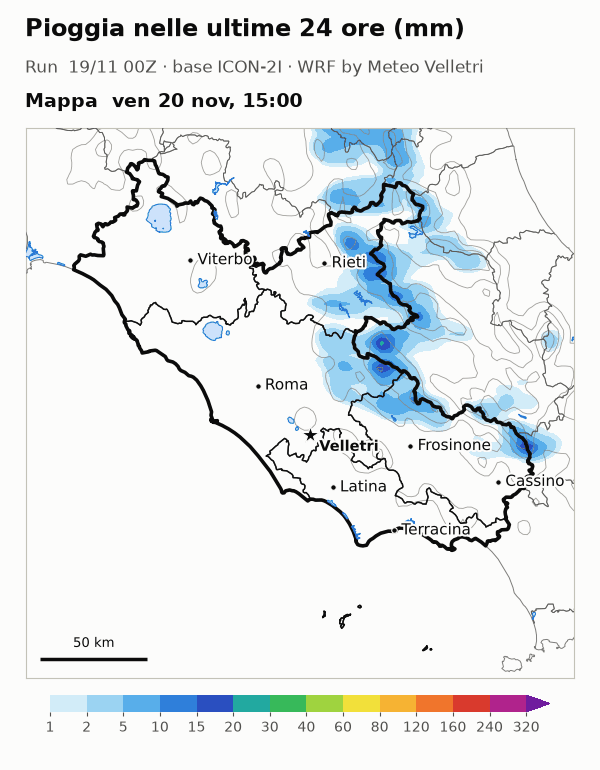 Pioggia nelle ultime 24 ore (mm)
Run  19/11 00Z · base ICON-2I · WRF by Meteo Velletri
Mappa  ven 20 nov, 15:00
Viterbo
Rieti
Roma
Velletri
Frosinone
Latina
Cassino
Terracina
50 km
1 2 5 10 15 20 30 40 60 80 120 160 240 320